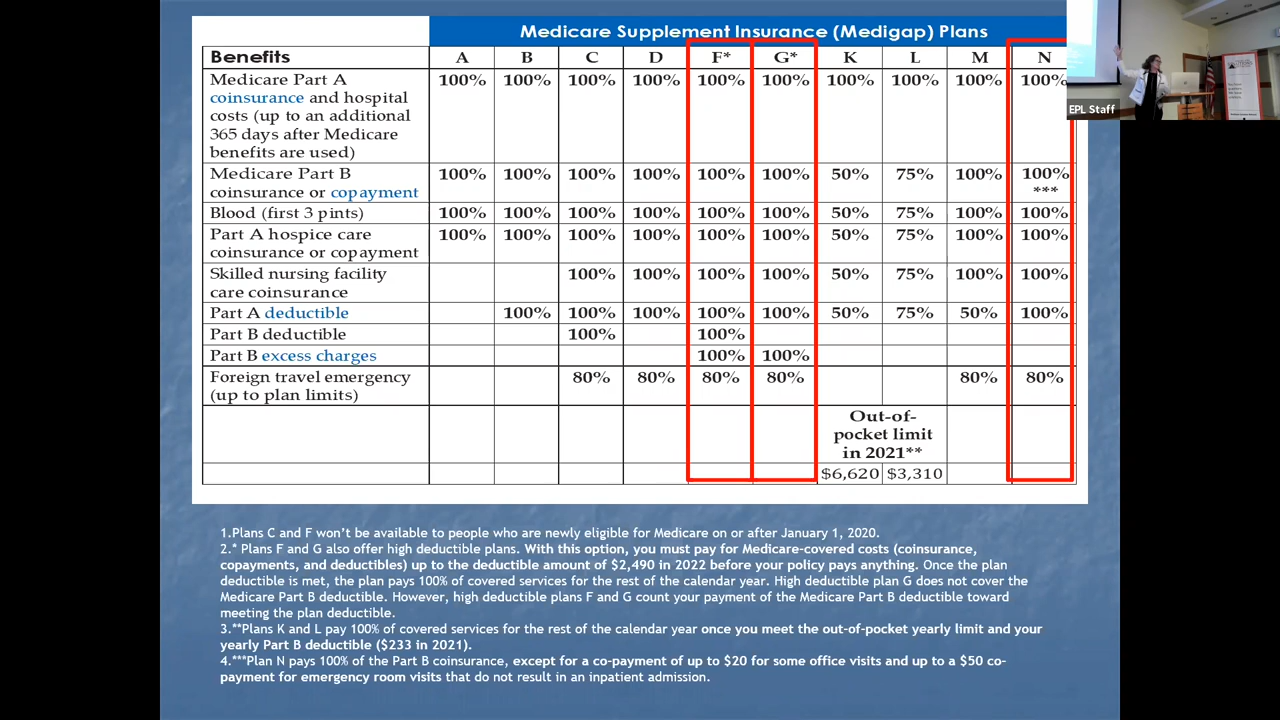 Medicare Supplement Insurance (Medigap) Plans
Benefits A B C D F* G* K L M N
Medicare Part A 100% 100% 100% 100% 100% 100% 100% 100% 100% 100%
coinsurance and hospital
costs (up to an additional
365 days after Medicare
benefits are used)
Medicare Part B 100% 100% 100% 100% 100% 100% 50% 75% 100% 100%
coinsurance or copayment ***
Blood (first 3 pints) 100% 100% 100% 100% 100% 100% 50% 75% 100% 100%
Part A hospice care 100% 100% 100% 100% 100% 100% 50% 75% 100% 100%
coinsurance or copayment
Skilled nursing facility 100% 100% 100% 100% 50% 75% 100% 100%
care coinsurance
Part A deductible 100% 100% 100% 100% 100% 50% 75% 50% 100%
Part B deductible 100% 100%
Part B excess charges 100% 100%
Foreign travel emergency 80% 80% 80% 80% 80% 80%
(up to plan limits)
Out-of-
pocket limit
in 2021**
$6,620 $3,310
EPL Staff
1.Plans C and F won't be available to people who are newly eligible for Medicare on or after January 1, 2020.
2.* Plans F and G also offer high deductible plans. With this option, you must pay for Medicare-covered costs (coinsurance,
copayments, and deductibles) up to the deductible amount of $2,490 in 2022 before your policy pays anything. Once the plan
deductible is met, the plan pays 100% of covered services for the rest of the calendar year. High deductible plan G does not cover the
Medicare Part B deductible. However, high deductible plans F and G count your payment of the Medicare Part B deductible toward
meeting the plan deductible.
3.**Plans K and L pay 100% of covered services for the rest of the calendar year once you meet the out-of-pocket yearly limit and your
yearly Part B deductible ($233 in 2021).
4.***Plan N pays 100% of the Part B coinsurance, except for a co-payment of up to $20 for some office visits and up to a $50 co-
payment for emergency room visits that do not result in an inpatient admission.